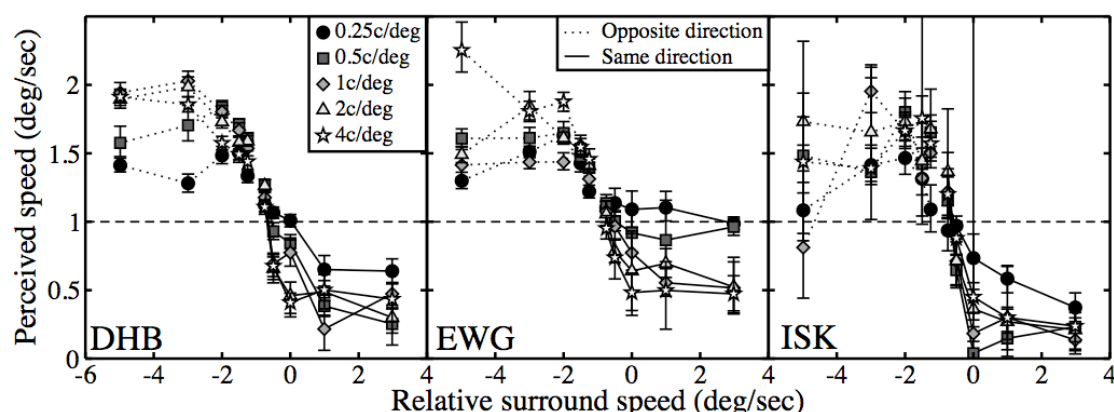 0.25c/deg
0.5c/deg
1c/deg
2c/deg
4c/deg
Opposite direction
Same direction
Perceived speed (deg/sec)
2
1.5
1
0.5
0
DHB
EWG
ISK
-6 -4 -2 0 2 4 -4 -2 0 2 4 -4 -2 0 2 4
Relative surround speed (deg/sec)